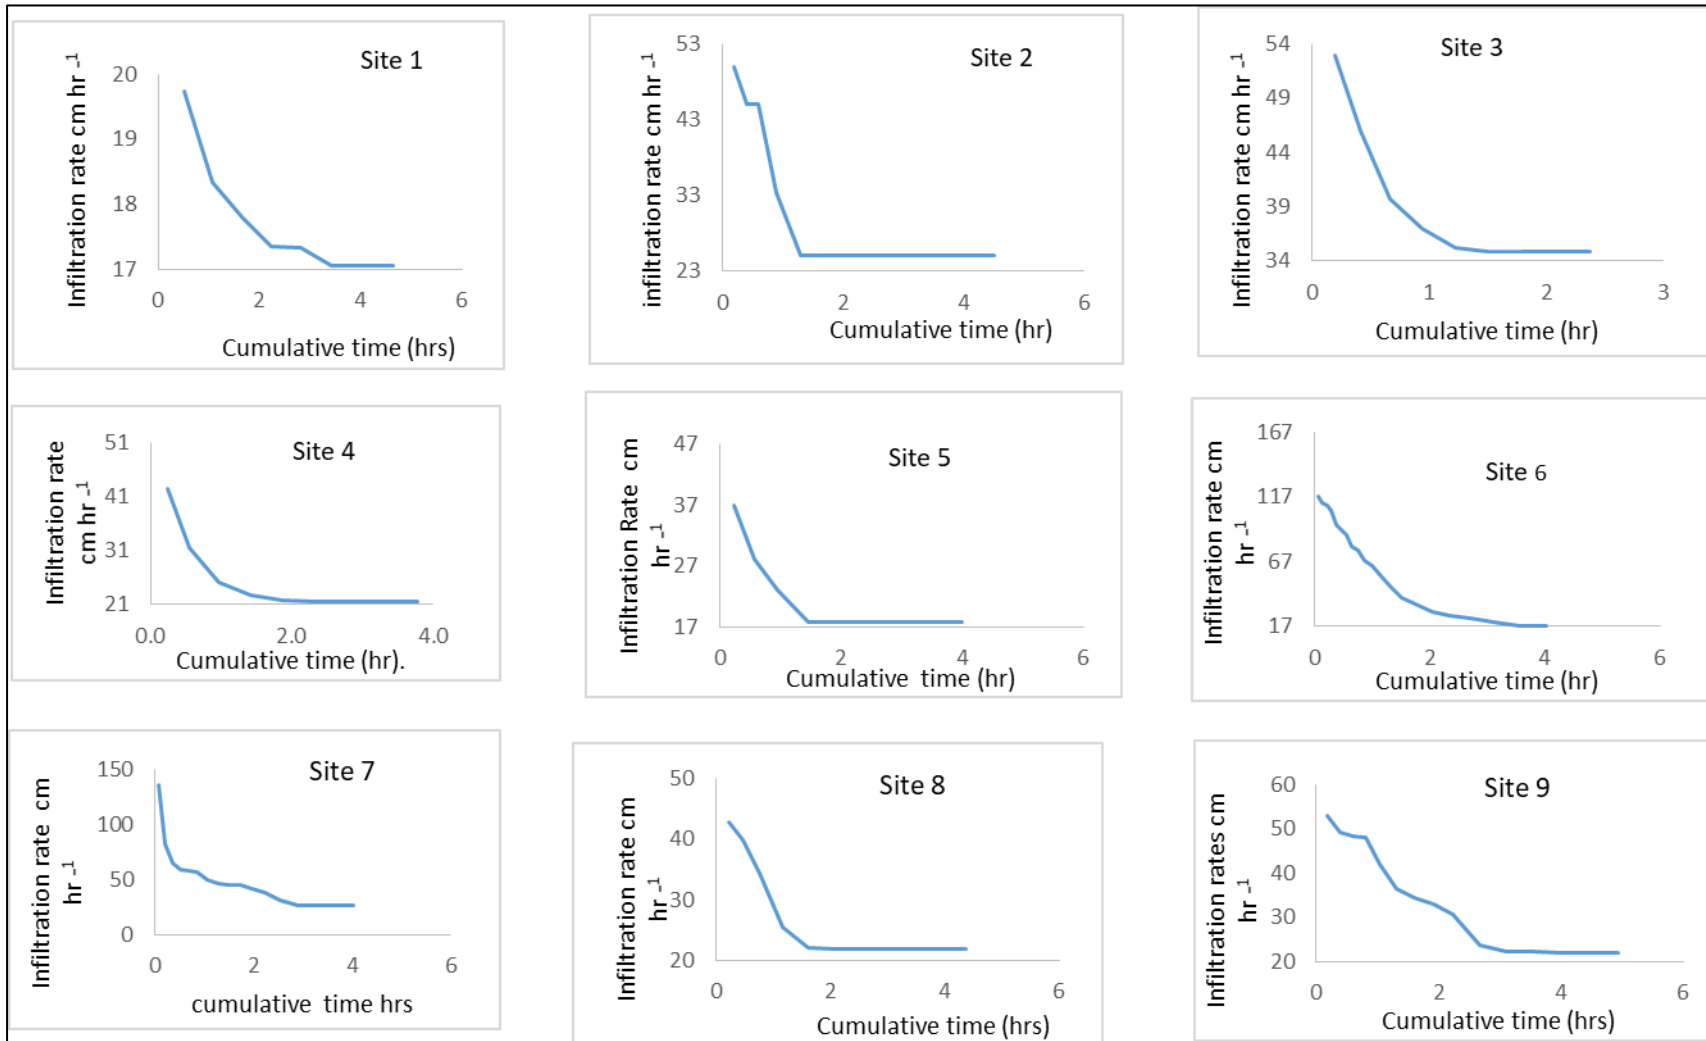 Site 1
Infiltration rate cm hr -1
20
19
18
17
0 2 4 6
Cumulative time (hrs)
Site 2
infiltration rate cm hr -1
53
43
33
23
0 2 4 6
Cumulative time (hr)
Site 3
Infiltration rate cm hr -1
54
49
44
39
34
0 1 2 3
Cumulative time (hr)
Site 4
Infiltration rate
cm hr -1
51
41
31
21
0.0 2.0 4.0
Cumulative time (hr).
Site 5
Infiltration Rate cm
hr -1
47
37
27
17
0 2 4 6
Cumulative time (hr)
Site 6
Infiltration rate cm
hr -1
167
117
67
17
0 2 4 6
Cumulative time (hr)
Site 7
Infiltration rate cm
hr -1
150
100
50
0
0 2 4 6
cumulative time hrs
Site 8
Infiltration rate cm
hr -1
50
40
30
20
0 2 4 6
Cumulative time (hrs)
Site 9
Infiltration rates cm
hr -1
60
50
40
30
20
0 2 4 6
Cumulative time (hrs)